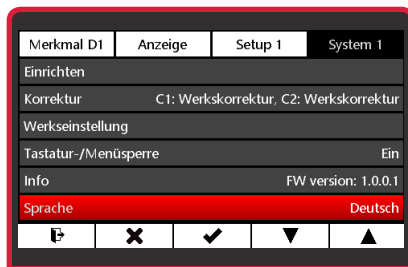 Merkmal D1 Anzeige Setup 1 System 1
Einrichten
Korrektur C1: Werkskorrektur, C2: Werkskorrektur
Werkseinstellung
Tastatur-/Menüsperre Ein
Info FW version: 1.0.0.1
Sprache Deutsch